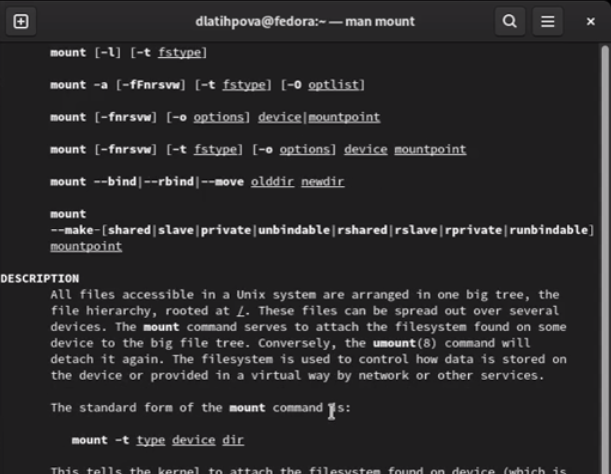 dlatihpova@fedora:~ — man mount
mount [-l] [-t fstype]
mount -a [-fFnrsvw] [-t fstype] [-O optlist]
mount [-fnrsvw] [-o options] device|mountpoint
mount [-fnrsvw] [-t fstype] [-o options] device mountpoint
mount --bind|--rbind|--move olddir newdir
mount
--make-[shared|slave|private|unbindable|rshared|rslave|rprivate|runbindable]
mountpoint
DESCRIPTION
All files accessible in a Unix system are arranged in one big tree, the
file hierarchy, rooted at /. These files can be spread out over several
devices. The mount command serves to attach the filesystem found on some
device to the big file tree. Conversely, the umount(8) command will
detach it again. The filesystem is used to control how data is stored on
the device or provided in a virtual way by network or other services.
The standard form of the mount command is:
mount -t type device dir
This tells the kernel to attach the filesystem found on device (which is